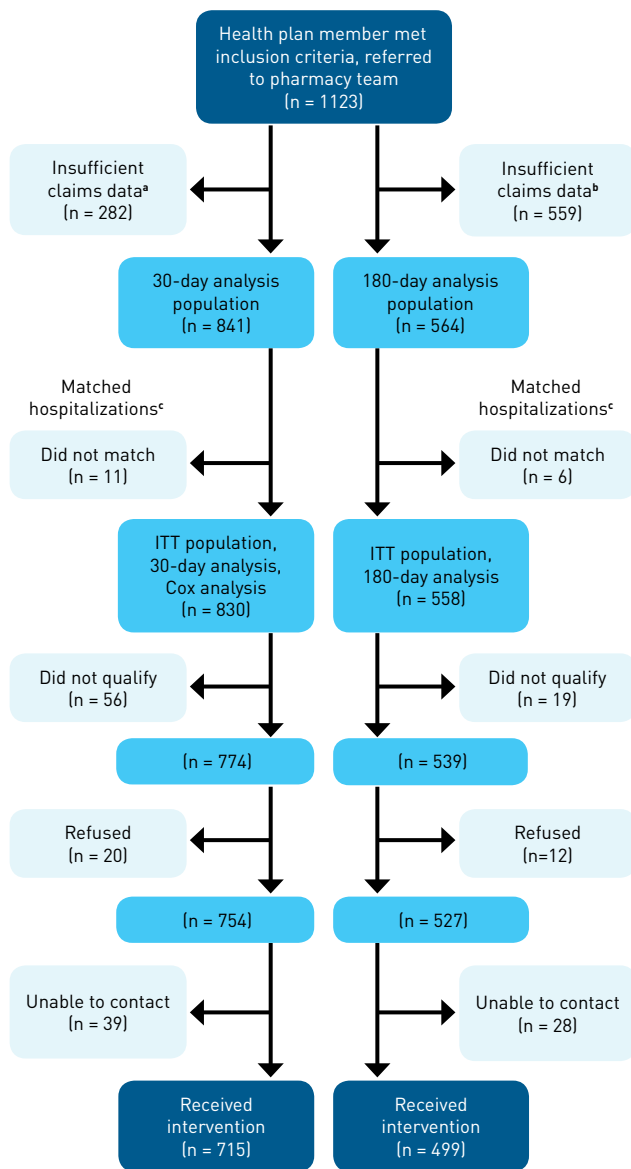 Health plan member met
inclusion criteria, referred
to pharmacy team
(n = 1123)
Insufficient
claims dataᵃ
(n = 282)
Insufficient
claims dataᵇ
(n = 559)
30-day analysis
population
(n = 841)
180-day analysis
population
(n = 564)
Matched
hospitalizationsᶜ
Matched
hospitalizationsᶜ
Did not match
(n = 11)
Did not match
(n = 6)
ITT population,
30-day analysis,
Cox analysis
(n = 830)
ITT population,
180-day analysis
(n = 558)
Did not qualify
(n = 56)
Did not qualify
(n = 19)
(n = 774)
(n = 539)
Refused
(n = 20)
Refused
(n=12)
(n = 754)
(n = 527)
Unable to contact
(n = 39)
Unable to contact
(n = 28)
Received
intervention
(n = 715)
Received
intervention
(n = 499)